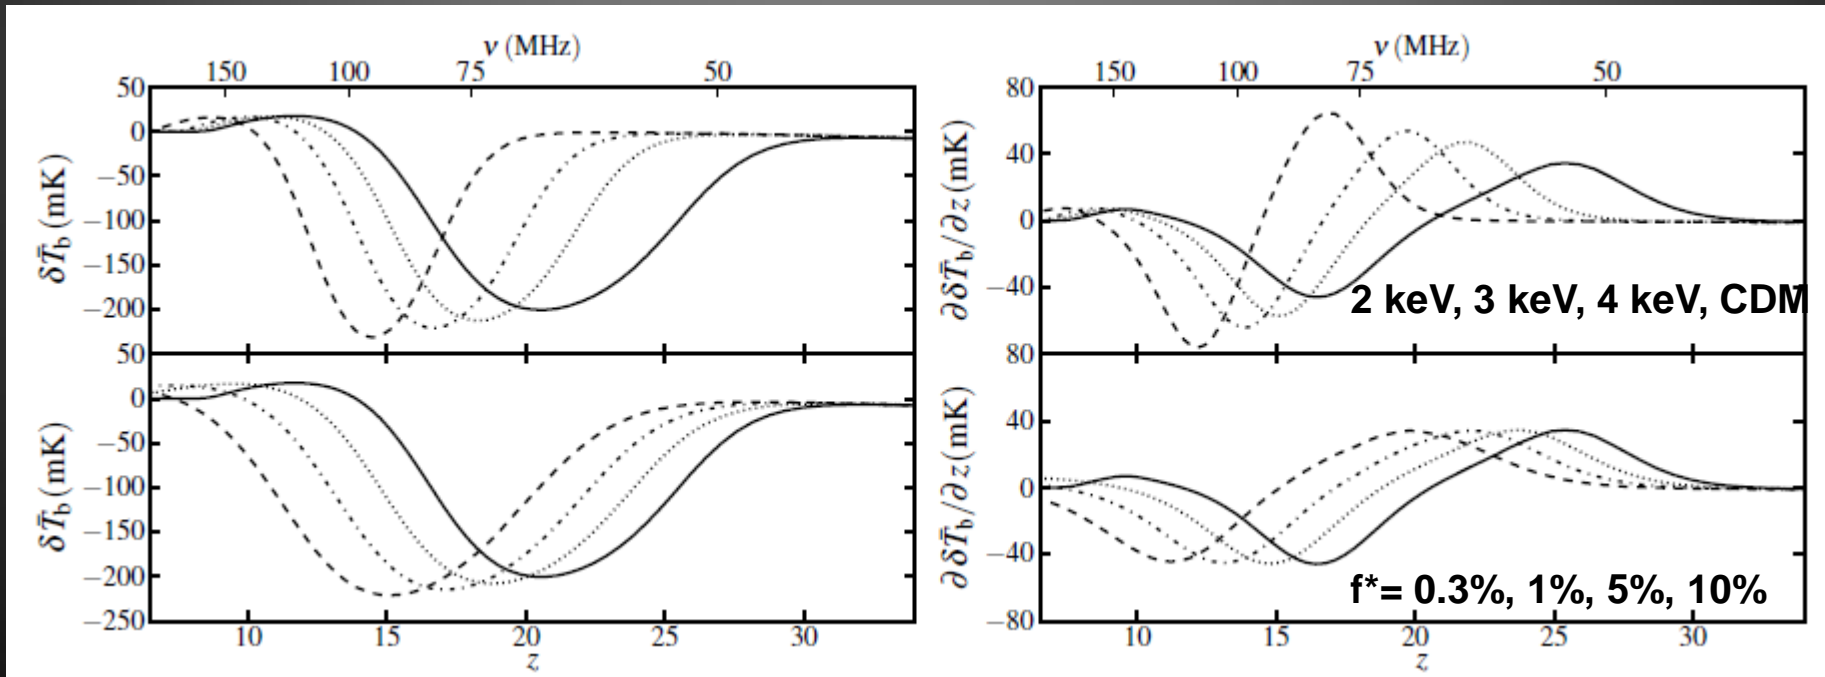 ν (MHz)
150 100 75 50
50
0
−50
−100
−150
−200
δT̄b (mK)
50
0
−50
−100
−150
−200
−250
δT̄b (mK)
10 15 20 25 30
z
ν (MHz)
150 100 75 50
80
40
0
−40
80
∂δT̄b/∂z (mK)
2 keV, 3 keV, 4 keV, CDM
40
0
−40
−80
∂δT̄b/∂z (mK)
f*= 0.3%, 1%, 5%, 10%
10 15 20 25 30
z